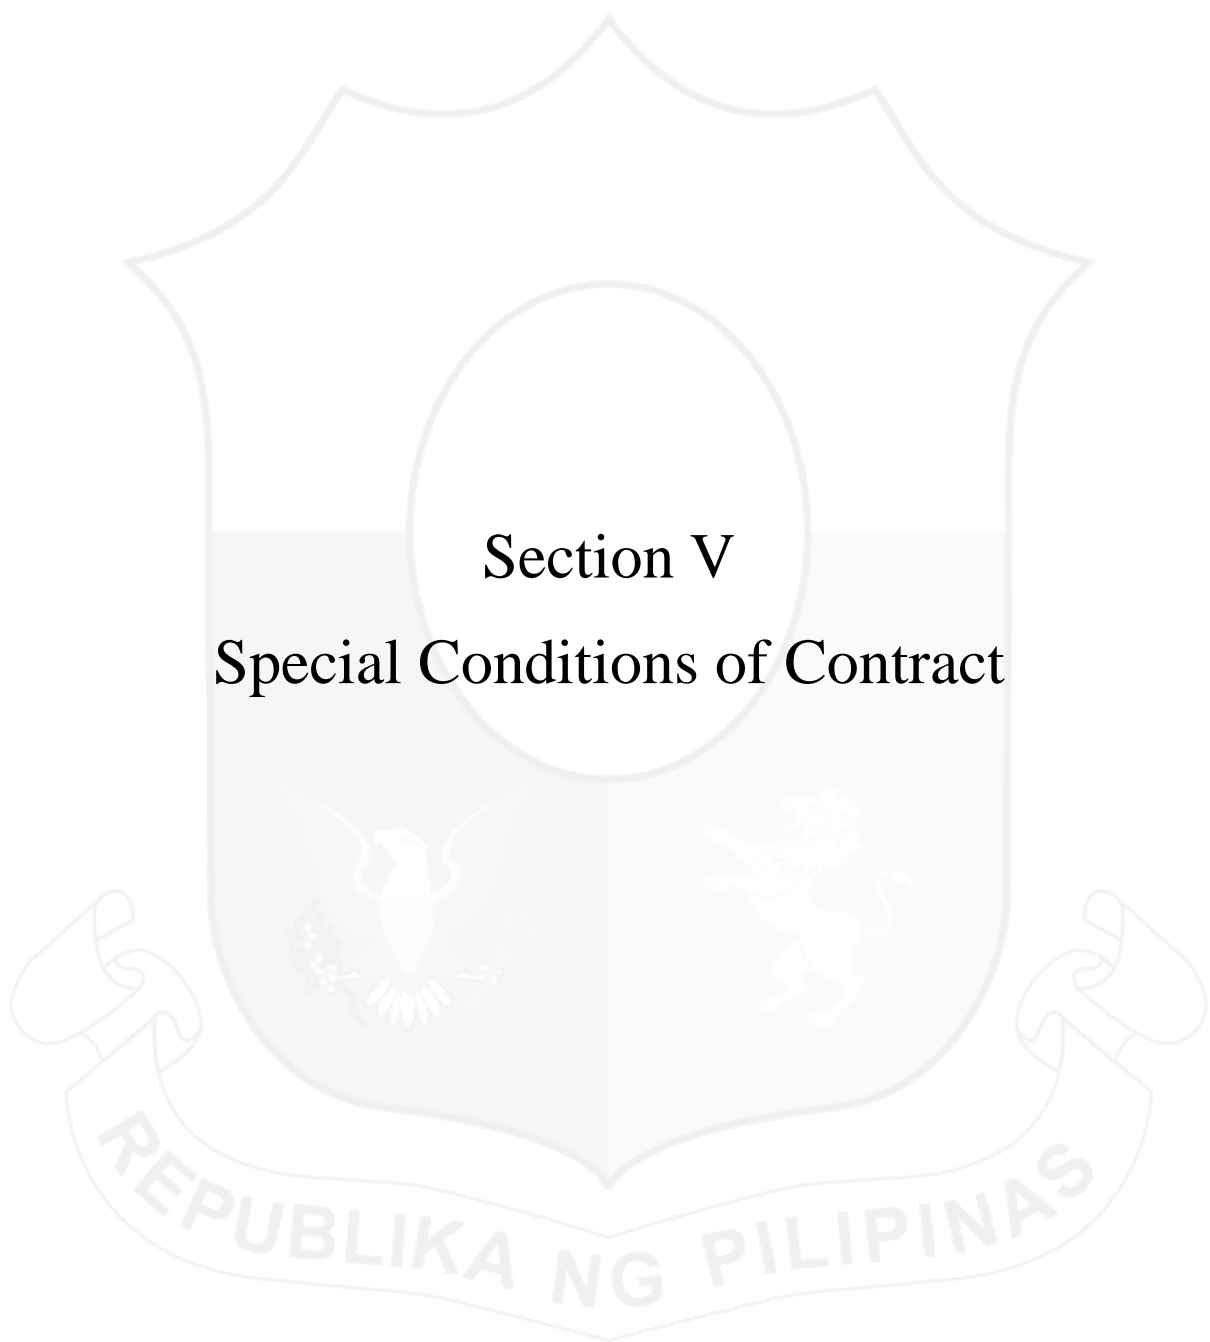 Section V
Special Conditions of Contract
REPUBLIKA NG PILIPINAS